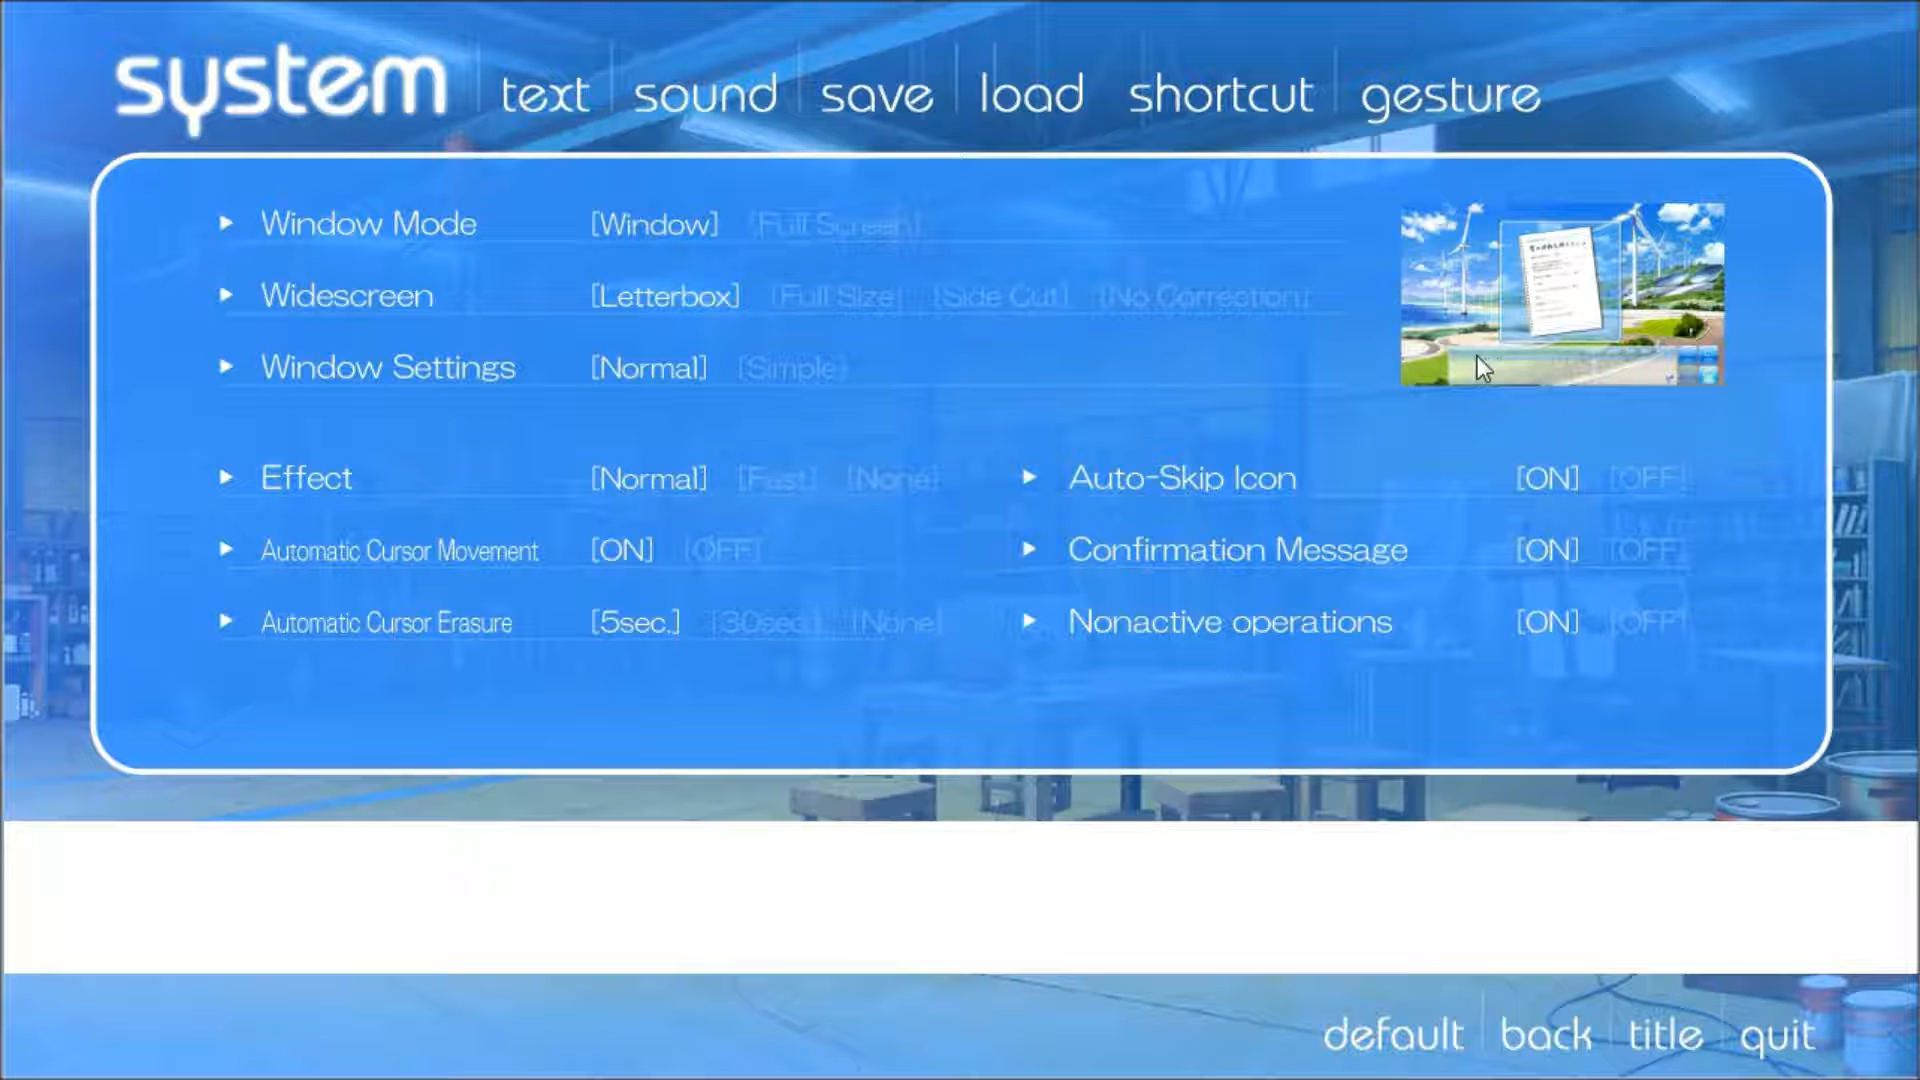 system text sound save load shortcut gesture
Window Mode [Window] [Full Screen]
Widescreen [Letterbox] [Full Size] [Side Cut] [No Correction]
Window Settings [Normal] [Simple]
Effect [Normal] [Fast] [None]
Automatic Cursor Movement [ON] [OFF]
Automatic Cursor Erasure [5sec.] [30sec.] [None]
Auto-Skip Icon [ON] [OFF]
Confirmation Message [ON] [OFF]
Nonactive operations [ON] [OFF]
default back title quit